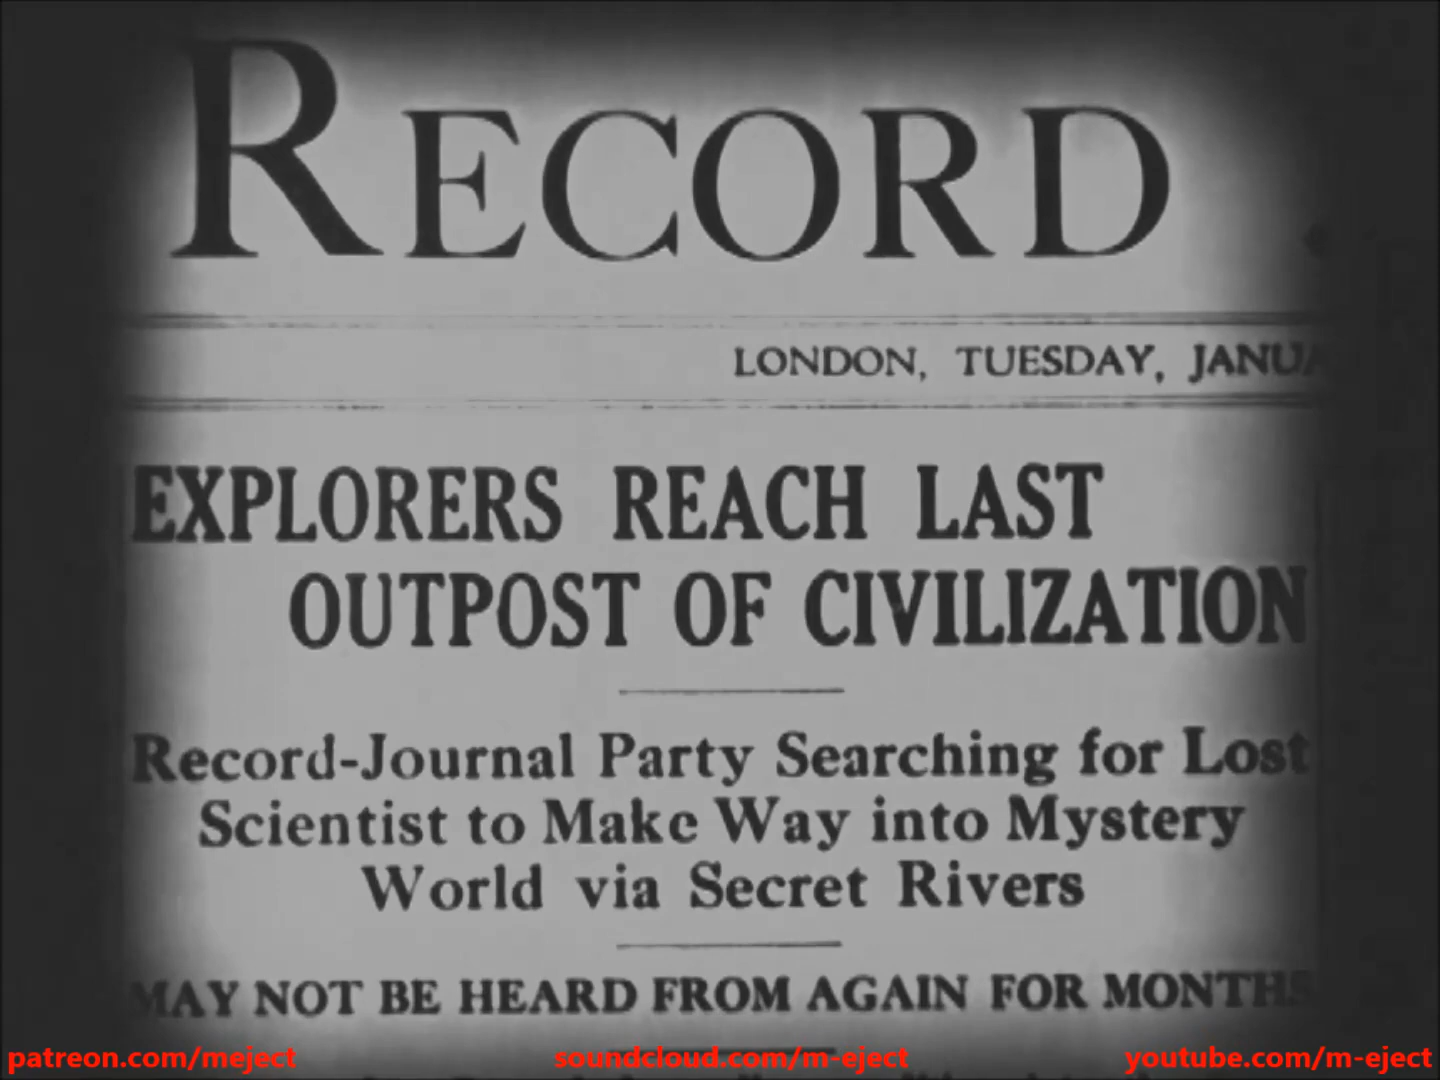 RECORD
LONDON, TUESDAY, JANUA
EXPLORERS REACH LAST
OUTPOST OF CIVILIZATION
Record-Journal Party Searching for Lost
Scientist to Make Way into Mystery
World via Secret Rivers
MAY NOT BE HEARD FROM AGAIN FOR MONTHS
patreon.com/meject
soundcloud.com/m-eject
youtube.com/m-eject